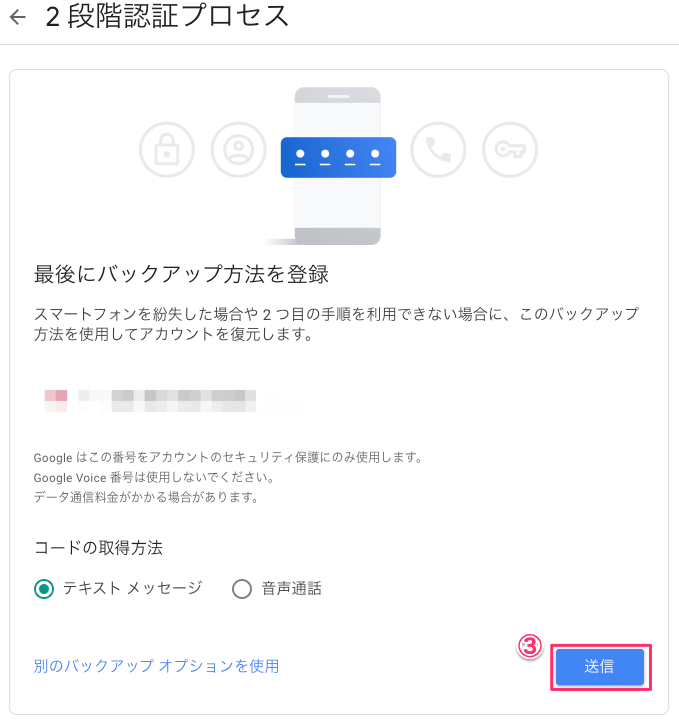 2 段階認証プロセス
最後にバックアップ方法を登録
スマートフォンを紛失した場合や 2 つ目の手順を利用できない場合に、このバックアップ
方法を使用してアカウントを復元します。
Google はこの番号をアカウントのセキュリティ保護にのみ使用します。
Google Voice 番号は使用しないでください。
データ通信料金がかかる場合があります。
コードの取得方法
テキスト メッセージ 音声通話
別のバックアップ オプションを使用 ③ 送信